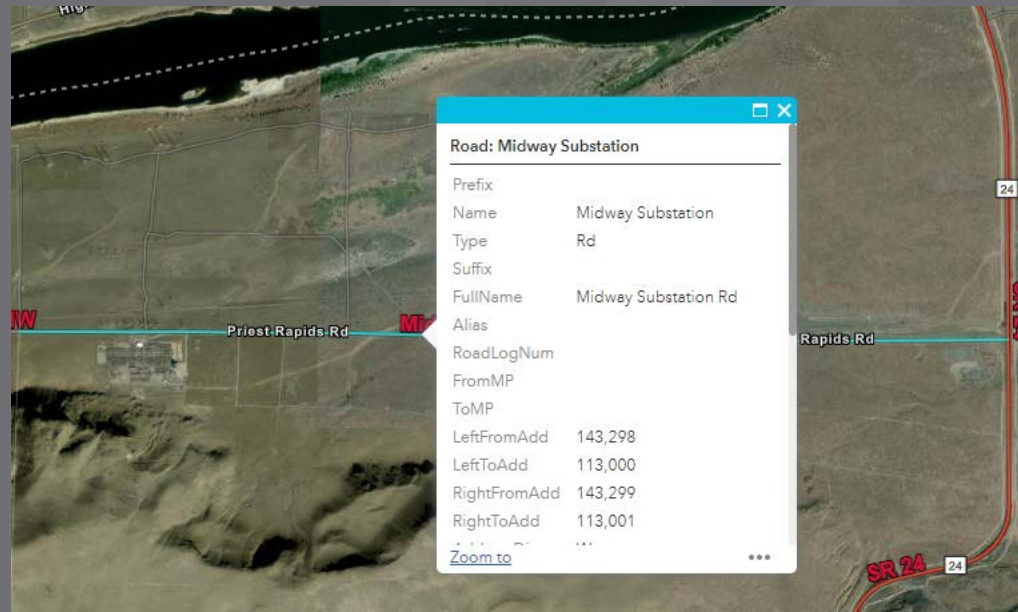 Road: Midway Substation
Prefix
Name Midway Substation
Type Rd
Suffix
FullName Midway Substation Rd
Alias
RoadLogNum
FromMP
ToMP
LeftFromAdd 143,298
LeftToAdd 113,000
RightFromAdd 143,299
RightToAdd 113,001
Zoom to
24
W
Priest Rapids Rd
Mid
Rapids Rd
SR 24
24